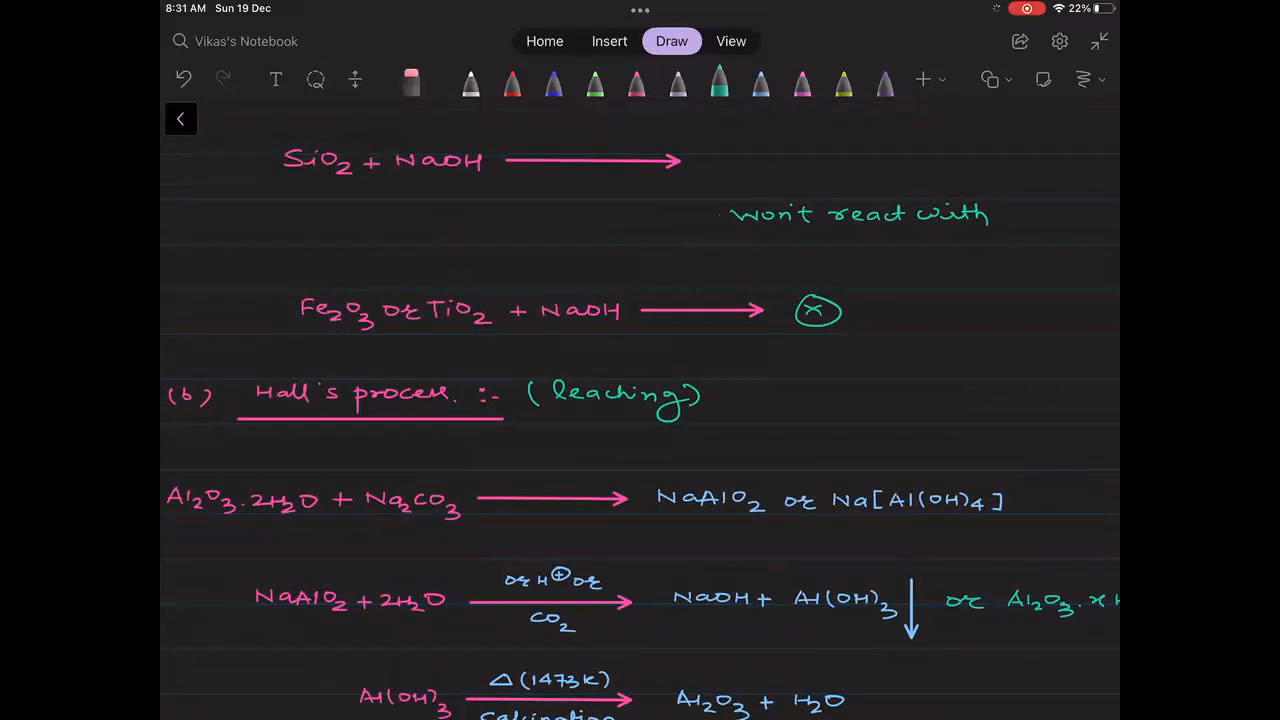 8:31 AM Sun 19 Dec
22%
Vikas's Notebook
Home Insert Draw View
SiO2 + NaOH ⟶
won't react with
Fe2O3 or TiO2 + NaOH ⟶ ⓧ
(b) Hall's process. :- (leaching)
Al2O3.2H2O + Na2CO3 ⟶ NaAlO2 or Na[Al(OH)4]
or H⊕ or
NaAlO2 + 2H2O ⟶ NaOH + Al(OH)3 ↓ or Al2O3.x
CO2
Δ(1473K)
Al(OH)3 ⟶ Al2O3 + H2O
Calcination